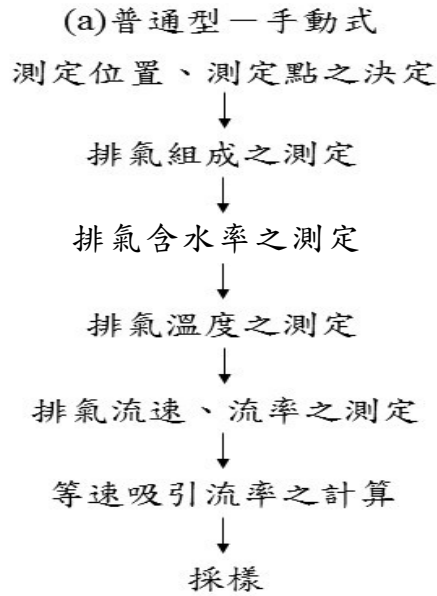 (a)普通型－手動式
測定位置、測定點之決定
排氣組成之測定
排氣含水率之測定
排氣溫度之測定
排氣流速、流率之測定
等速吸引流率之計算
採樣